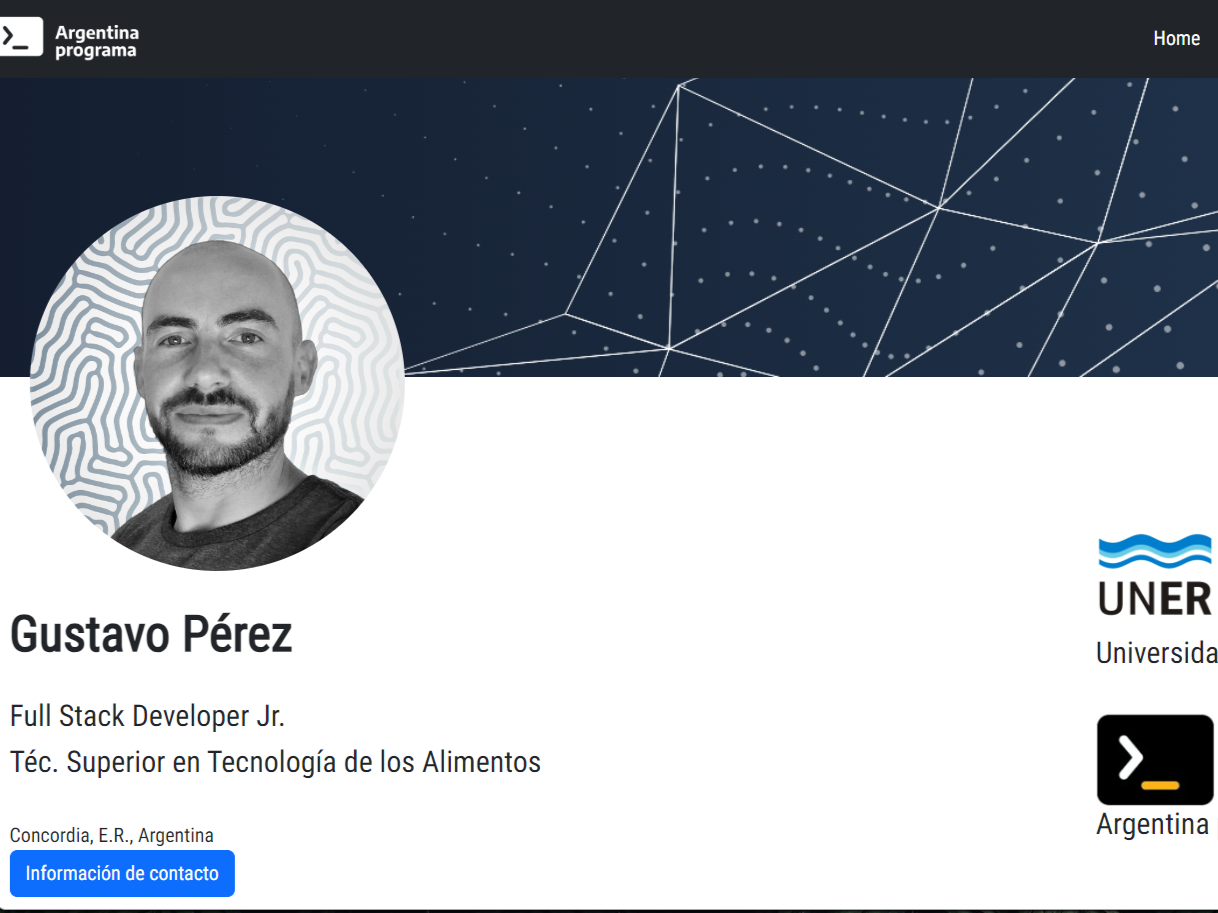 Argentina
programa
Home
Gustavo Pérez
Full Stack Developer Jr.
Téc. Superior en Tecnología de los Alimentos
Concordia, E.R., Argentina
Información de contacto
UNER
Argentina